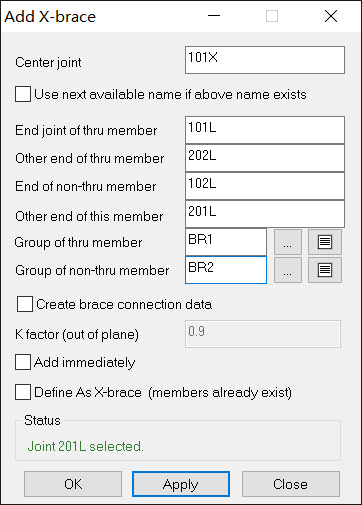 Add X-brace
Center joint 101X
Use next available name if above name exists
End joint of thru member 101L
Other end of thru member 202L
End of non-thru member 102L
Other end of this member 201L
Group of thru member BR1 ...
Group of non-thru member BR2 ...
Create brace connection data
K factor (out of plane) 0.9
Add immediately
Define As X-brace (members already exist)
Status
Joint 201L selected.
OK Apply Close